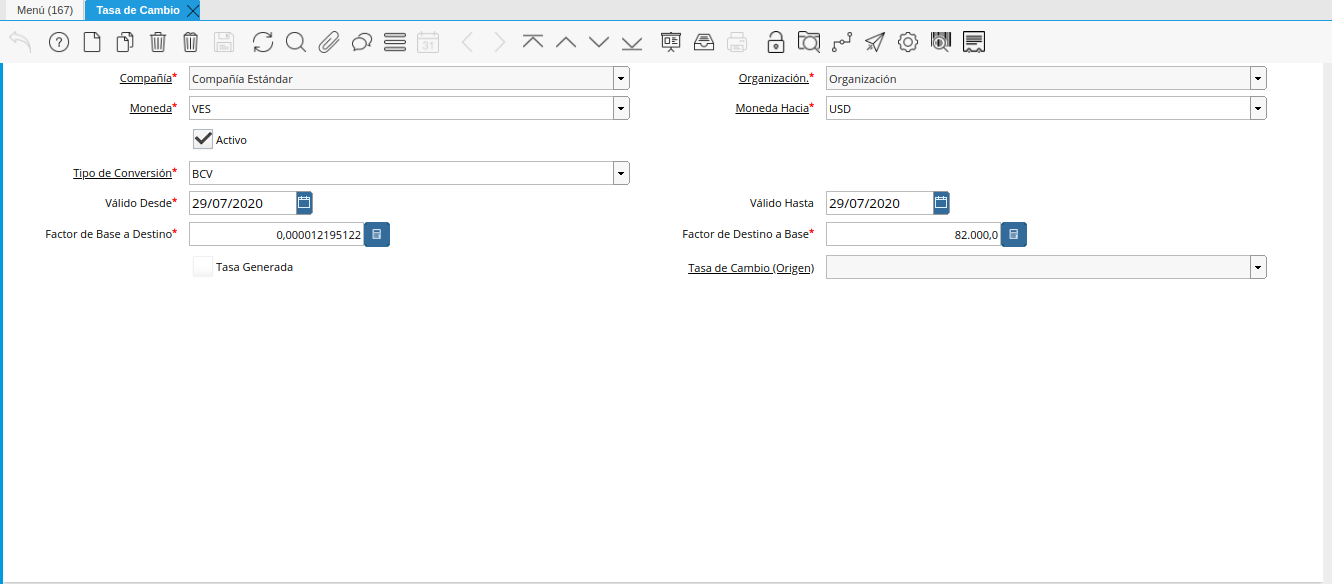 Menú (167) Tasa de Cambio
31
Compañía* Compañía Estándar Organización.* Organización
Moneda* VES Moneda Hacia* USD
Activo
Tipo de Conversión* BCV
Válido Desde* 29/07/2020 Válido Hasta 29/07/2020
Factor de Base a Destino* 0,000012195122 Factor de Destino a Base* 82.000,0
Tasa Generada Tasa de Cambio (Origen)